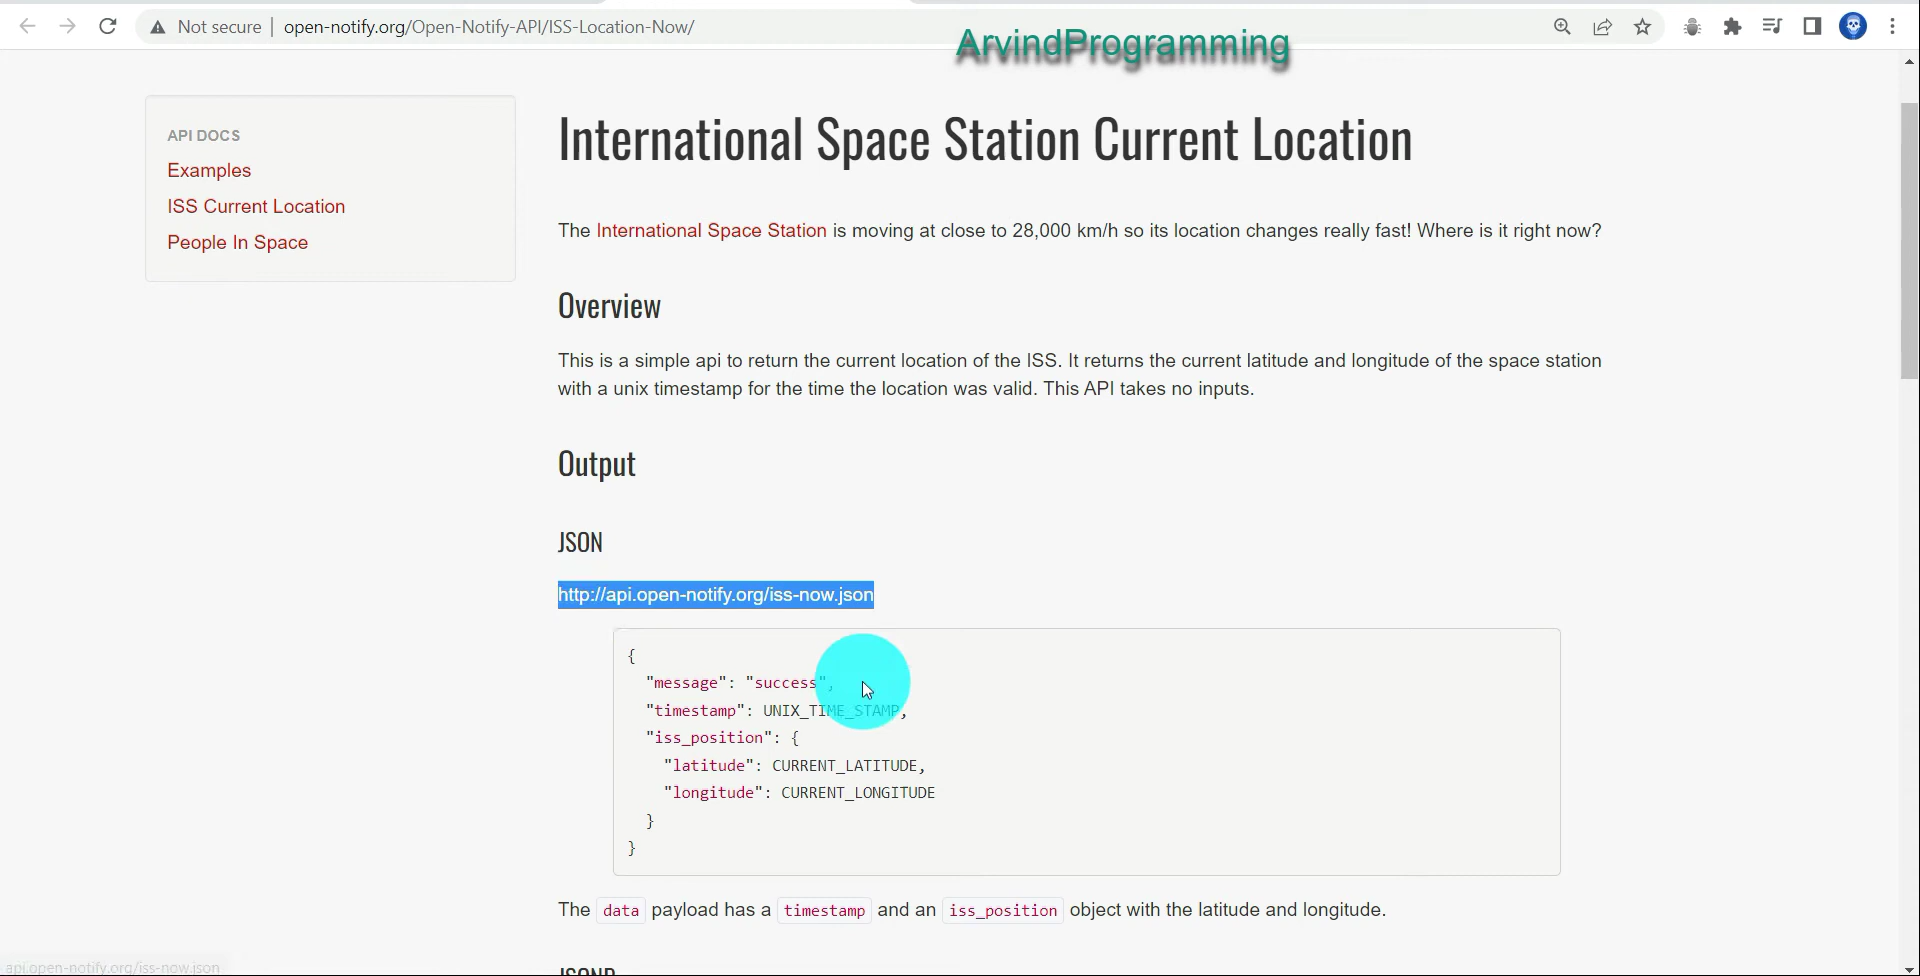 Not secure | open-notify.org/Open-Notify-API/ISS-Location-Now/
ArvindProgramming
API DOCS
Examples
ISS Current Location
People In Space
International Space Station Current Location
The International Space Station is moving at close to 28,000 km/h so its location changes really fast! Where is it right now?
Overview
This is a simple api to return the current location of the ISS. It returns the current latitude and longitude of the space station
with a unix timestamp for the time the location was valid. This API takes no inputs.
Output
JSON
http://api.open-notify.org/iss-now.json
{
"message": "success",
"timestamp": UNIX_TIME_STAMP,
"iss_position": {
"latitude": CURRENT_LATITUDE,
"longitude": CURRENT_LONGITUDE
}
}
The data payload has a timestamp and an iss_position object with the latitude and longitude.
api.open-notify.org/iss-now.json
JSONP